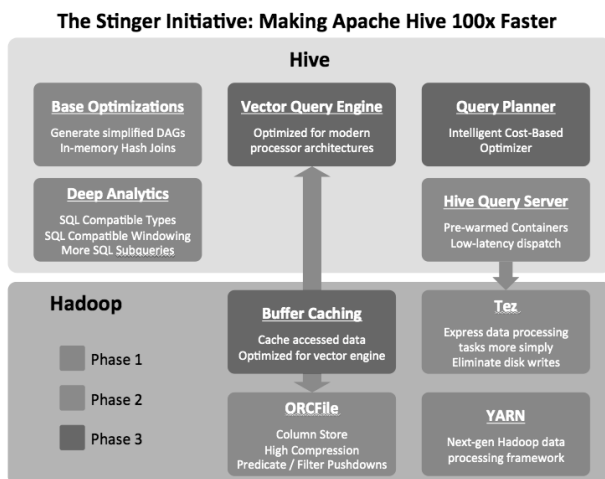 The Stinger Initiative: Making Apache Hive 100x Faster
Hive
Base Optimizations
Generate simplified DAGs
In-memory Hash Joins
Vector Query Engine
Optimized for modern
processor architectures
Query Planner
Intelligent Cost-Based
Optimizer
Deep Analytics
SQL Compatible Types
SQL Compatible Windowing
More SQL Subqueries
Hive Query Server
Pre-warmed Containers
Low-latency dispatch
Hadoop
Phase 1
Phase 2
Phase 3
Buffer Caching
Cache accessed data
Optimized for vector engine
Tez
Express data processing
tasks more simply
Eliminate disk writes
ORCFile
Column Store
High Compression
Predicate / Filter Pushdowns
YARN
Next-gen Hadoop data
processing framework